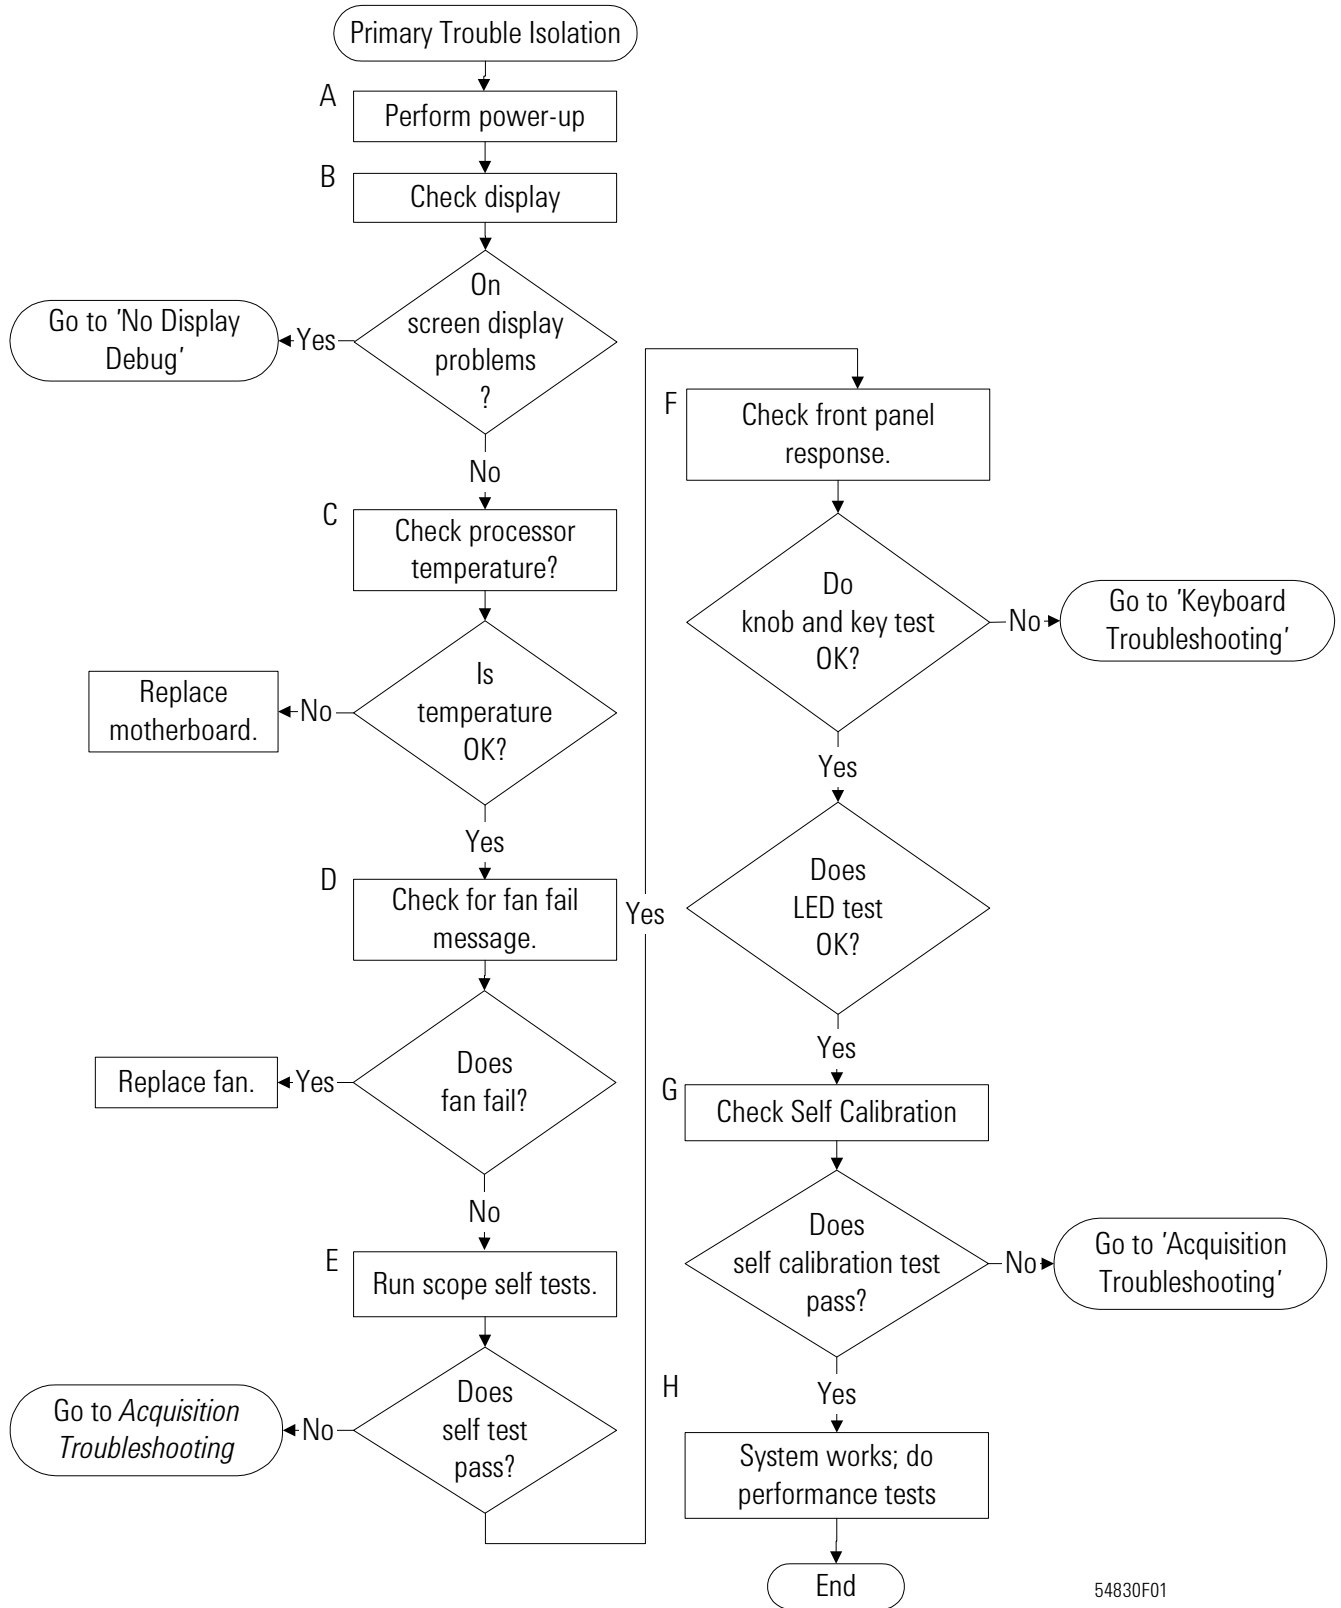 Primary Trouble Isolation
A
Perform power-up
B
Check display
On
screen display
problems
?
Yes
Go to 'No Display
Debug'
No
C
Check processor
temperature?
Is
temperature
OK?
No
Replace
motherboard.
Yes
D
Check for fan fail
message.
Does
fan fail?
Yes
Replace fan.
No
E
Run scope self tests.
Does
self test
pass?
No
Go to Acquisition
Troubleshooting
Yes
F
Check front panel
response.
Do
knob and key test
OK?
No
Go to 'Keyboard
Troubleshooting'
Yes
Does
LED test
OK?
Yes
G
Check Self Calibration
Does
self calibration test
pass?
No
Go to 'Acquisition
Troubleshooting'
Yes
H
System works; do
performance tests
End
54830F01